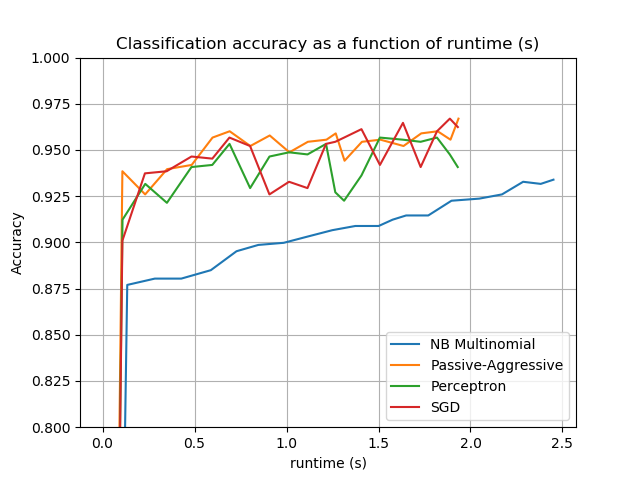 Classification accuracy as a function of runtime (s)
1.000
0.975
0.950
0.925
0.900
0.875
0.850
0.825
0.800
Accuracy
0.0 0.5 1.0 1.5 2.0 2.5
runtime (s)
NB Multinomial
Passive-Aggressive
Perceptron
SGD